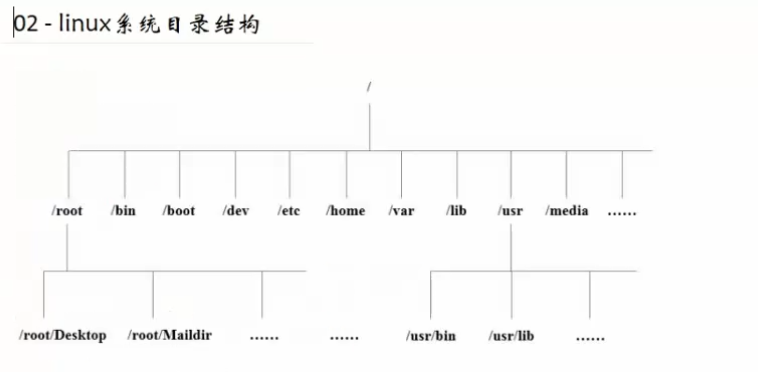 02 - linux系统目录结构
/
/root /bin /boot /dev /etc /home /var /lib /usr /media ......
/root/Desktop /root/Maildir ...... ...... /usr/bin /usr/lib ......